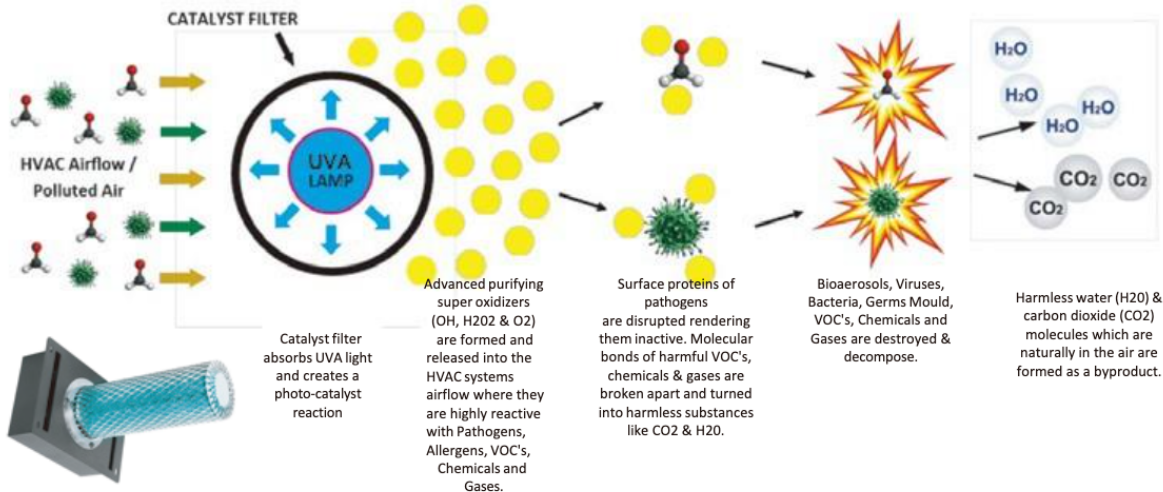 CATALYST FILTER
HVAC Airflow /
Polluted Air
UVA
LAMP
H₂O
H₂O
H₂O
H₂O
CO₂
CO₂
CO₂
Catalyst filter
absorbs UVA light
and creates a
photo-catalyst
reaction
Advanced purifying
super oxidizers
(OH, H202 & O2)
are formed and
released into the
HVAC systems
airflow where they
are highly reactive
with Pathogens,
Allergens, VOC's,
Chemicals and
Gases.
Surface proteins of
pathogens
are disrupted rendering
them inactive. Molecular
bonds of harmful VOC's,
chemicals & gases are
broken apart and turned
into harmless substances
like CO2 & H20.
Bioaerosols, Viruses,
Bacteria, Germs Mould,
VOC's, Chemicals and
Gases are destroyed &
decompose.
Harmless water (H20) &
carbon dioxide (CO2)
molecules which are
naturally in the air are
formed as a byproduct.